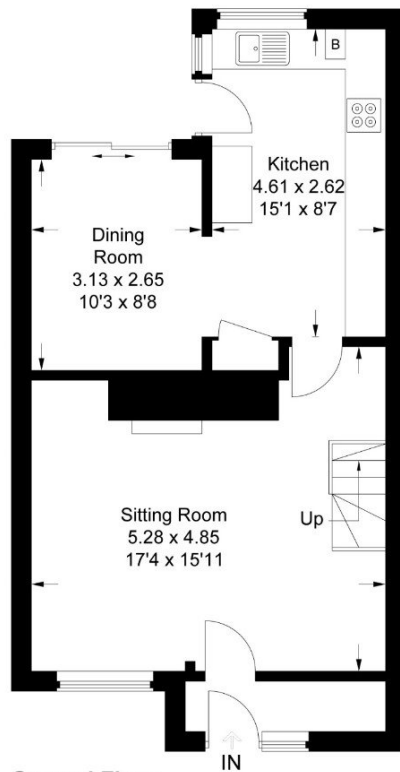 B
Kitchen
4.61 x 2.62
15'1 x 8'7
Dining
Room
3.13 x 2.65
10'3 x 8'8
Sitting Room
5.28 x 4.85
17'4 x 15'11
Up
IN